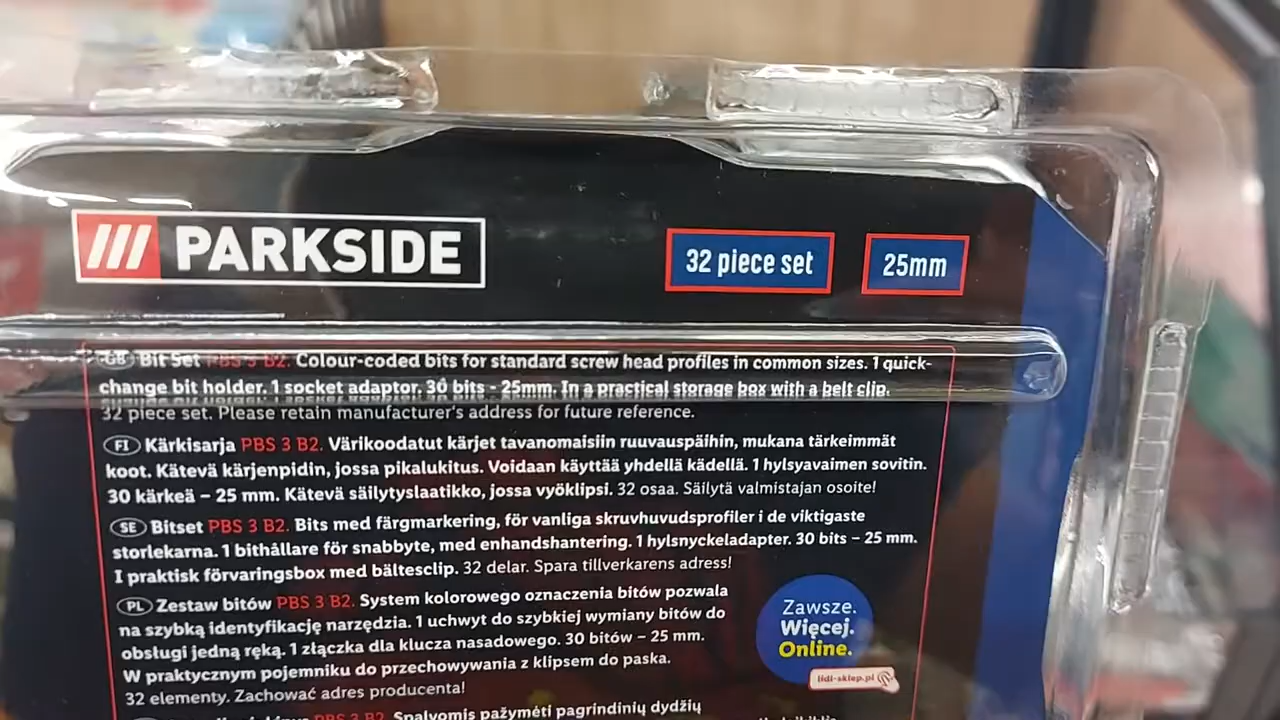 /// PARKSIDE
32 piece set
25mm
GB Bit Set PBS 3 B2. Colour-coded bits for standard screw head profiles in common sizes. 1 quick-
change bit holder. 1 socket adaptor. 30 bits - 25mm. In a practical storage box with a belt clip.
32 piece set. Please retain manufacturer's address for future reference.
FI Kärkisarja PBS 3 B2. Värikoodatut kärjet tavanomaisiin ruuvauspäihin, mukana tärkeimmät
koot. Kätevä kärjenpidin, jossa pikalukitus. Voidaan käyttää yhdellä kädellä. 1 hylsyavaimen sovitin.
30 kärkeä – 25 mm. Kätevä säilytyslaatikko, jossa vyöklipsi. 32 osaa. Säilytä valmistajan osoite!
SE Bitset PBS 3 B2. Bits med färgmarkering, för vanliga skruvhuvudsprofiler i de viktigaste
storlekarna. 1 bithållare för snabbyte, med enhandshantering. 1 hylsnyckeladapter. 30 bits – 25 mm.
I praktisk förvaringsbox med bältesclip. 32 delar. Spara tillverkarens adress!
PL Zestaw bitów PBS 3 B2. System kolorowego oznaczenia bitów pozwala
na szybką identyfikację narzędzia. 1 uchwyt do szybkiej wymiany bitów do
obsługi jedną ręką. 1 złączka dla klucza nasadowego. 30 bitów – 25 mm.
W praktycznym pojemniku do przechowywania z klipsem do paska.
32 elementy. Zachować adres producenta!
Zawsze.
Więcej.
Online.
lidl-sklep.pl
PBS 3 B2. Spalvomis pažymėti pagrindinių dydžių